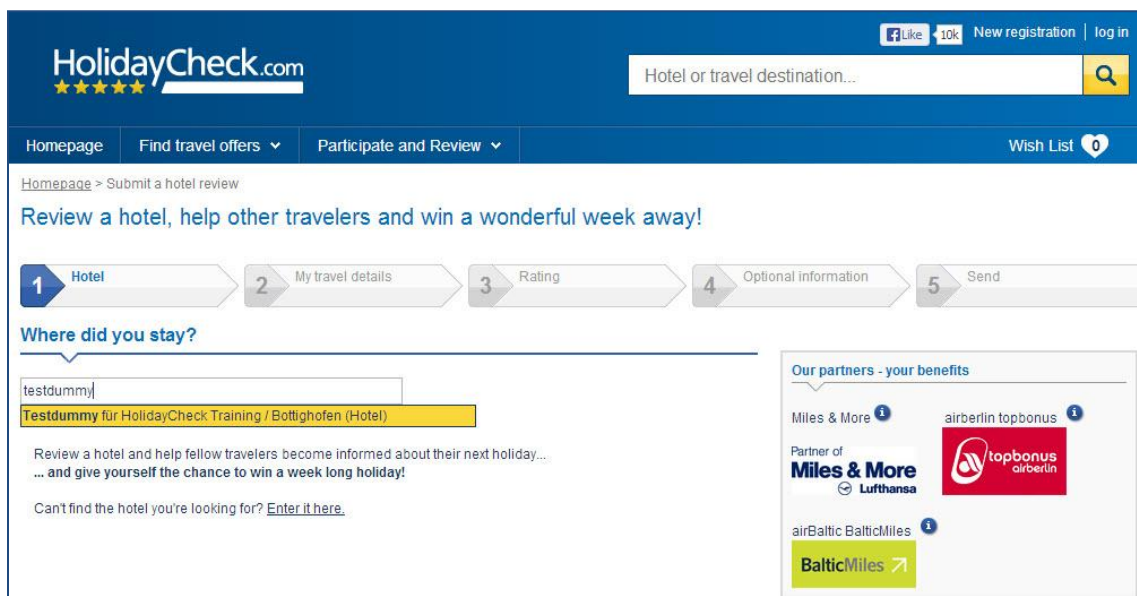 Like 10k New registration | log in
HolidayCheck.com
Hotel or travel destination...
Homepage Find travel offers Participate and Review Wish List 0
Homepage > Submit a hotel review
Review a hotel, help other travelers and win a wonderful week away!
1 Hotel 2 My travel details 3 Rating 4 Optional information 5 Send
Where did you stay?
testdummy
Testdummy für HolidayCheck Training / Bottighofen (Hotel)
Review a hotel and help fellow travelers become informed about their next holiday...
... and give yourself the chance to win a week long holiday!
Can't find the hotel you're looking for? Enter it here.
Our partners - your benefits
Miles & More i airberlin topbonus i
Partner of
Miles & More
Lufthansa
topbonus
airberlin
airBaltic BalticMiles i
BalticMiles